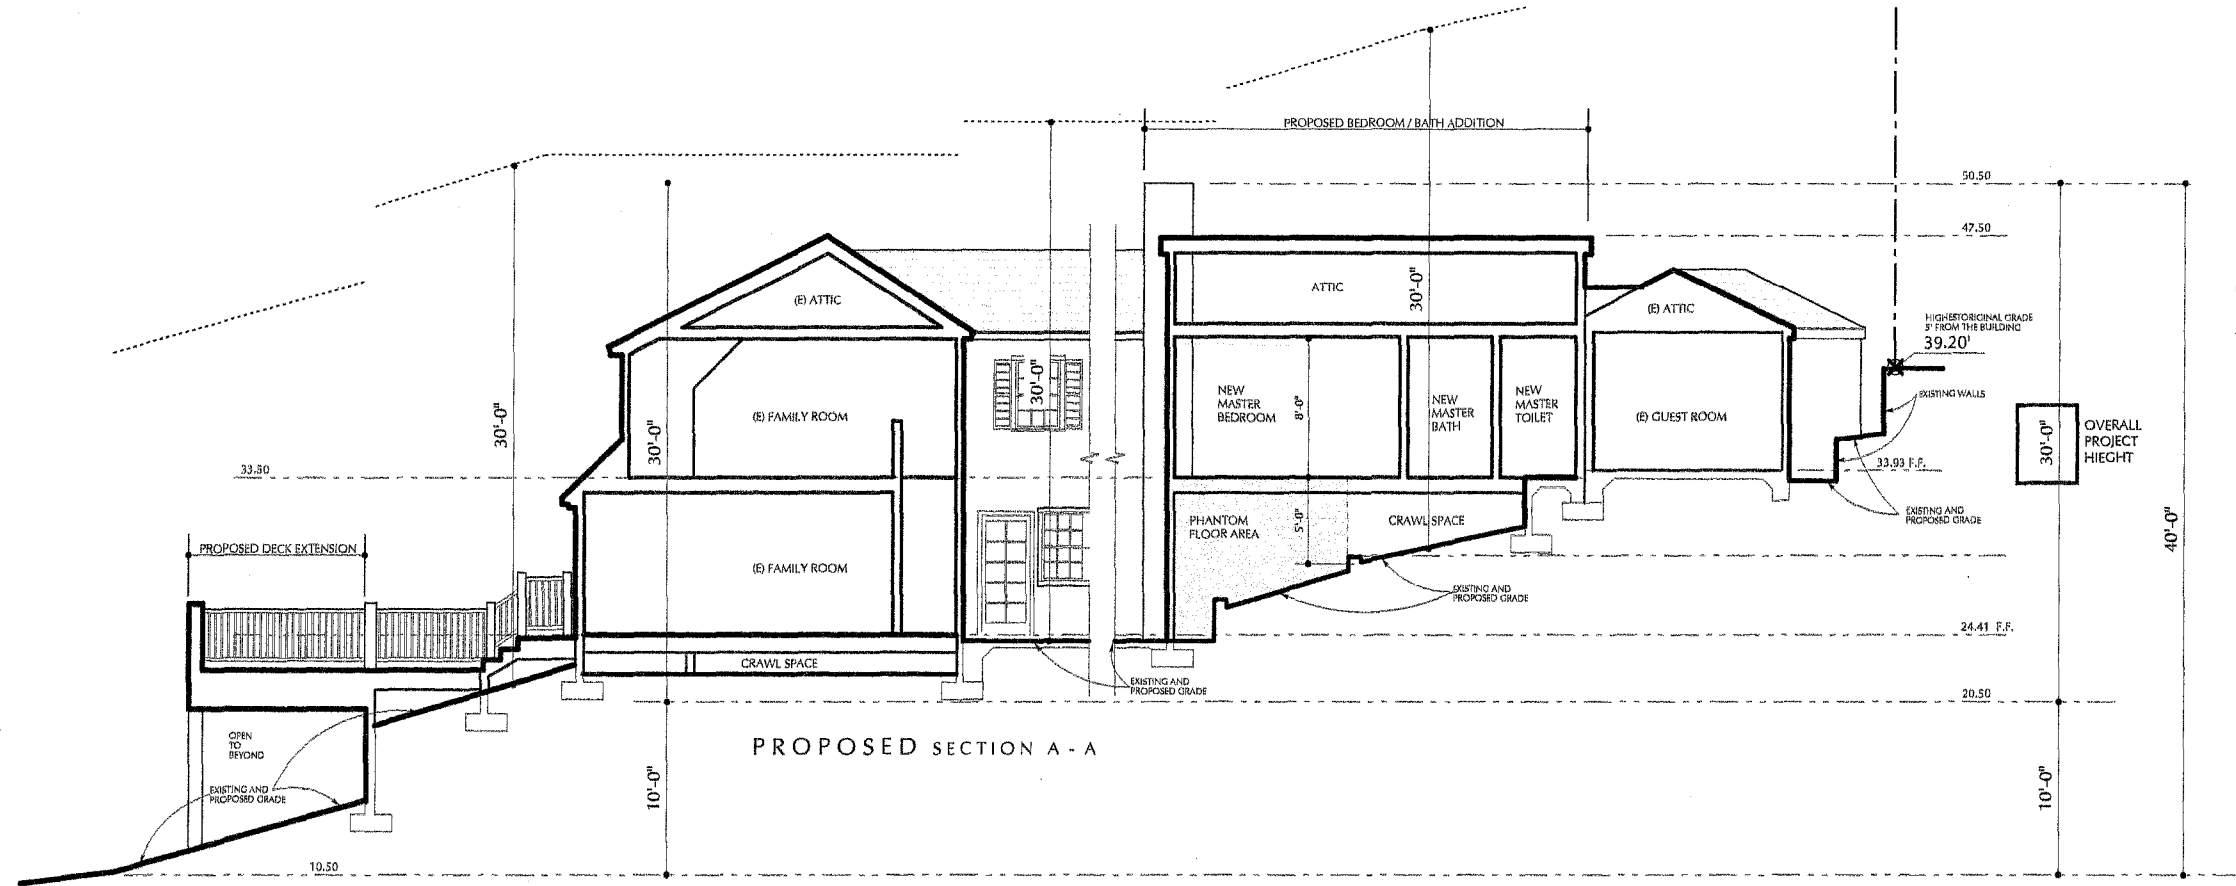 PROPOSED BEDROOM / BATH ADDITION
50.50
47.50
(E) ATTIC
ATTIC
30'-0"
(E) ATTIC
HIGHESTORIGINAL GRADE
5' FROM THE BUILDING
39.20'
30'-0"
30'-0"
30'-0"
(E) FAMILY ROOM
NEW
MASTER
BEDROOM
8'-0"
NEW
MASTER
BATH
NEW
MASTER
TOILET
(E) GUEST ROOM
EXISTING WALLS
30'-0"
OVERALL
PROJECT
HIEGHT
33.50
33.93 F.F.
PHANTOM
FLOOR AREA
5'-0"
CRAWL SPACE
EXISTING AND
PROPOSED GRADE
40'-0"
PROPOSED DECK EXTENSION
(E) FAMILY ROOM
EXISTING AND
PROPOSED GRADE
24.41 F.F.
CRAWL SPACE
EXISTING AND
PROPOSED GRADE
20.50
OPEN
TO
BEYOND
PROPOSED SECTION A - A
EXISTING AND
PROPOSED GRADE
10'-0"
10'-0"
10.50